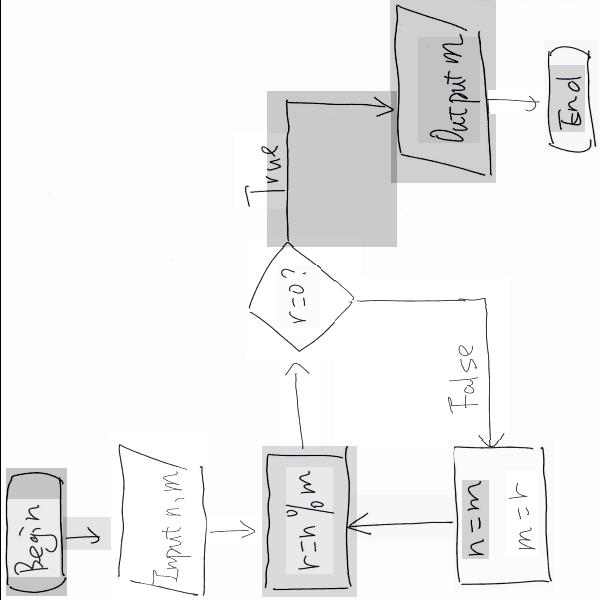 Begin
Input n,m
r=n%m
r=0?
True
False
n=m
m=r
Output m
End